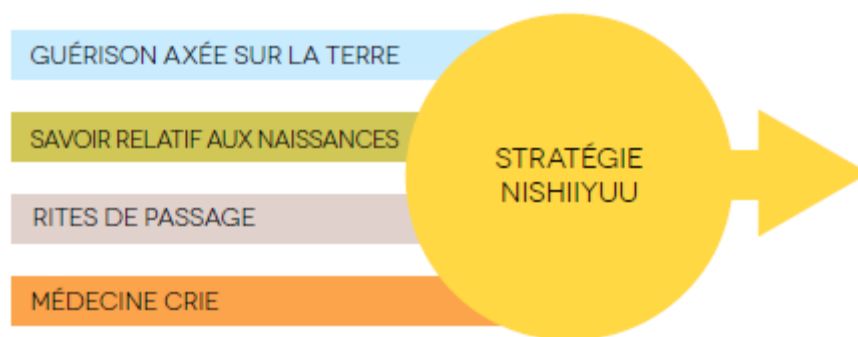 GUÉRISON AXÉE SUR LA TERRE
SAVOIR RELATIF AUX NAISSANCES
RITES DE PASSAGE
MÉDECINE CRIE
STRATÉGIE
NISHIIYUU